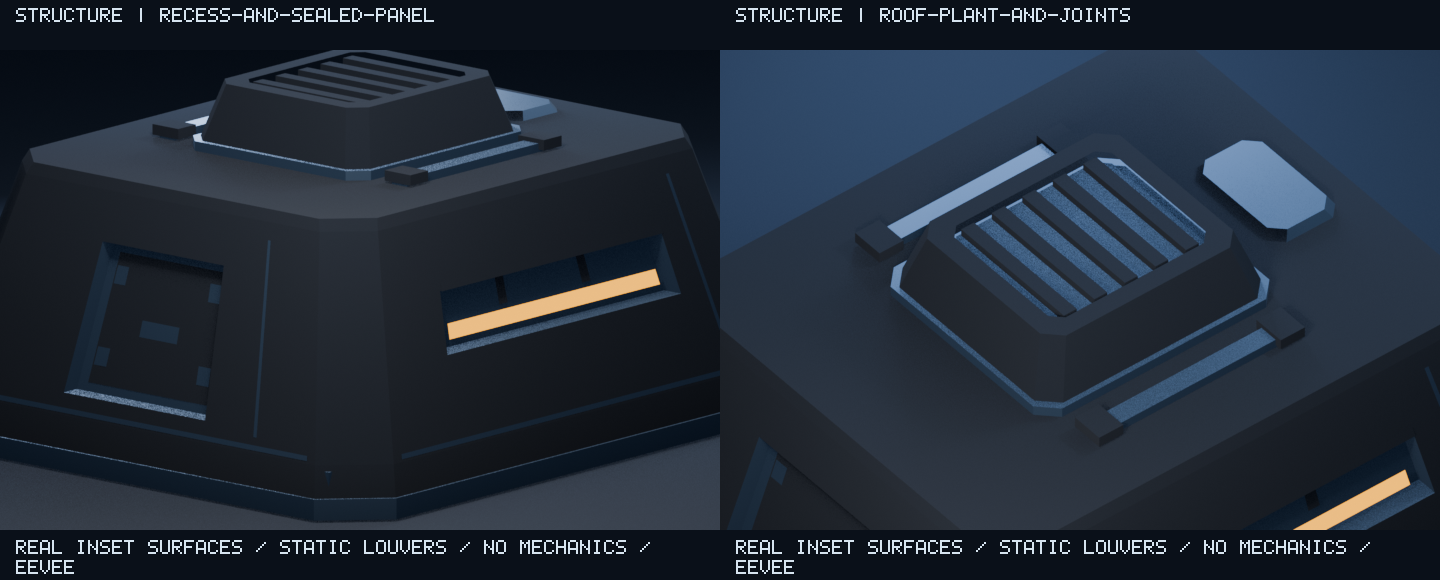 STRUCTURE | RECESS-AND-SEALED-PANEL
STRUCTURE | ROOF-PLANT-AND-JOINTS
REAL INSET SURFACES / STATIC LOUVERS / NO MECHANICS /
EEVEE
REAL INSET SURFACES / STATIC LOUVERS / NO MECHANICS /
EEVEE